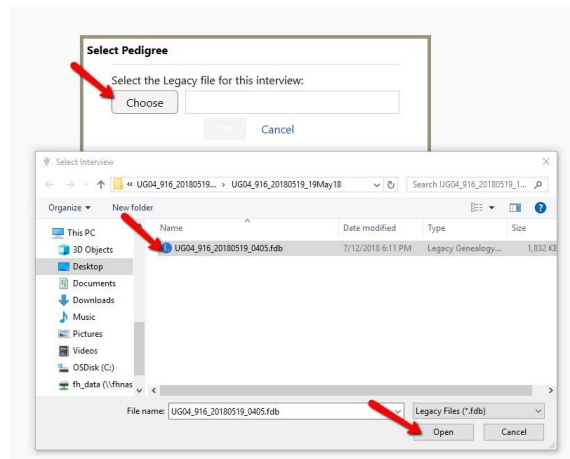 Select Pedigree
Select the Legacy file for this interview:
Choose
OK Cancel
Select Interview
« UG04_916_20180519... › UG04_916_20180519_19May18
Search UG04_916_20180519_1...
Organize New folder
This PC
3D Objects
Desktop
Documents
Downloads
Music
Pictures
Videos
OSDisk (C:)
fh_data (\\fhnas
Name Date modified Type Size
UG04_916_20180519_0405.fdb 7/12/2018 6:11 PM Legacy Genealogy... 1,832 KB
File name: UG04_916_20180519_0405.fdb Legacy Files (*.fdb)
Open Cancel